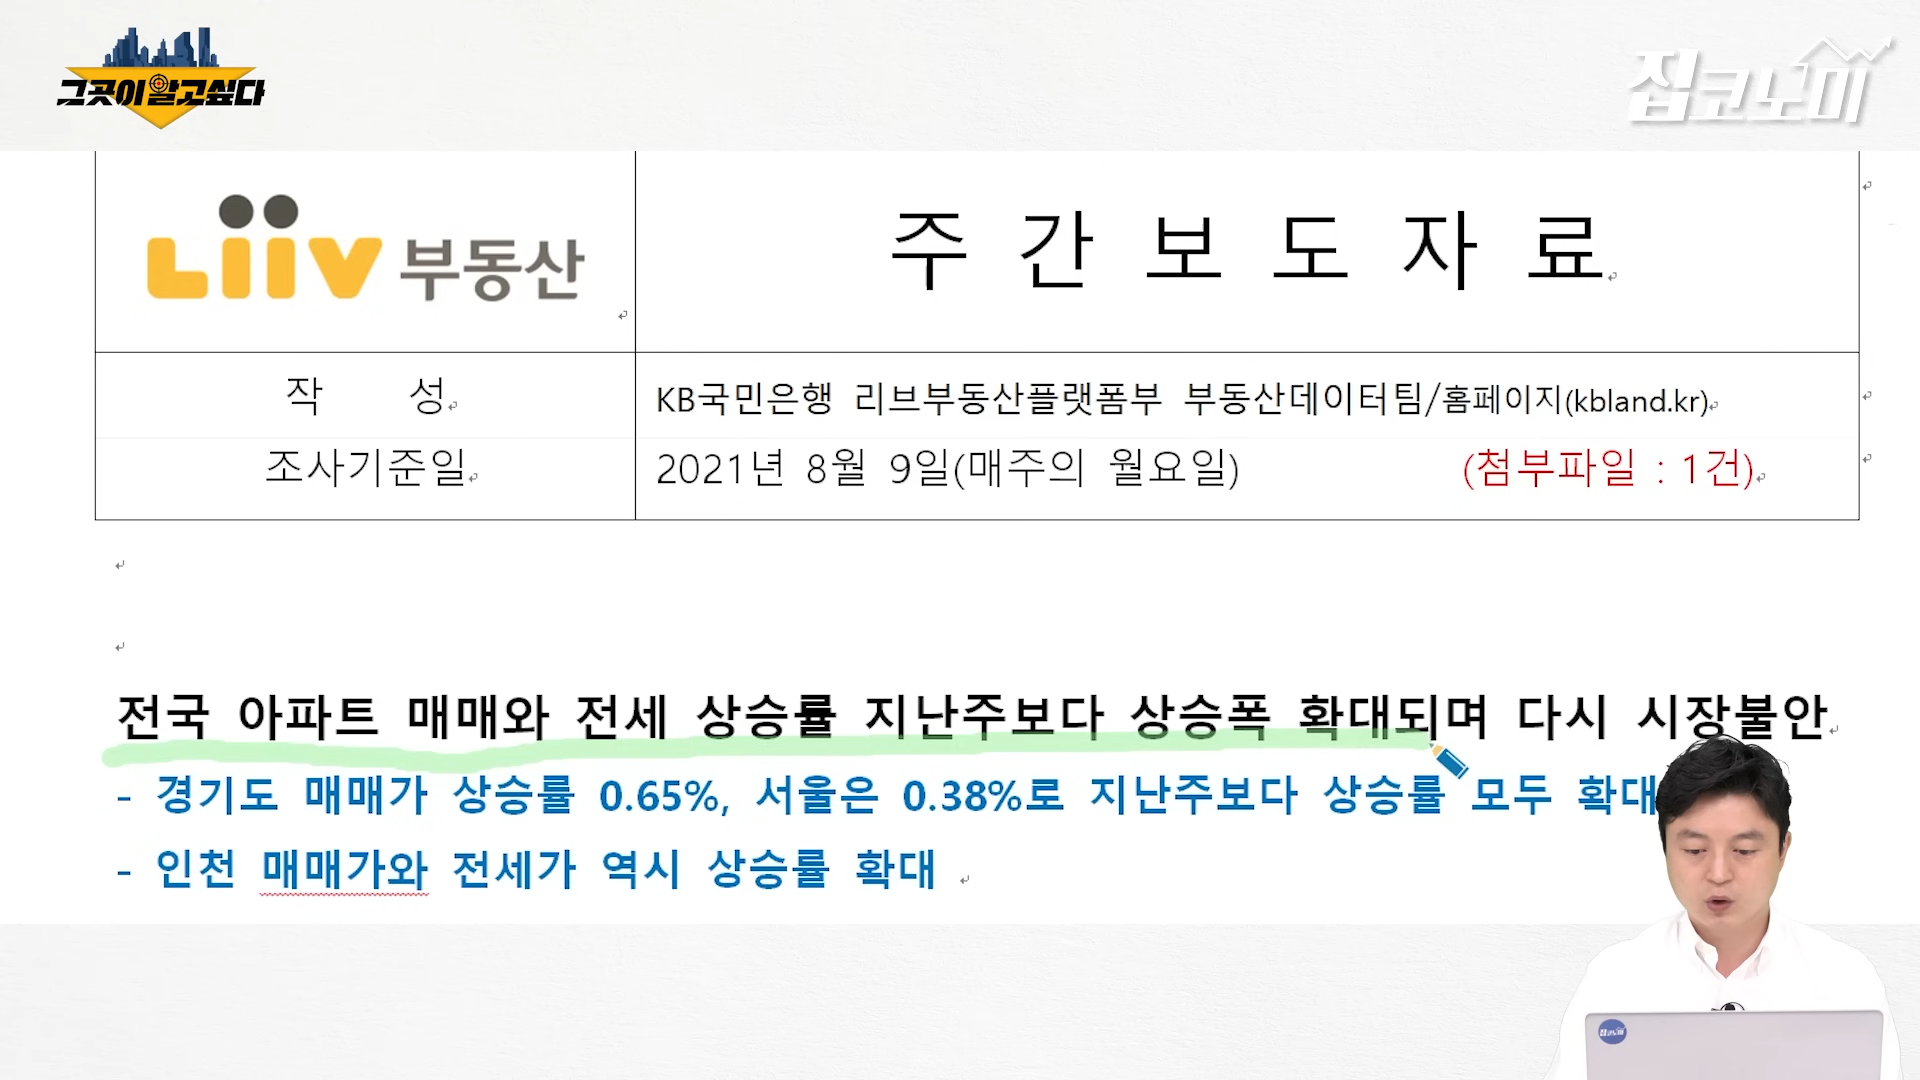 그곳이 알고싶다
집코노미
Liiv 부동산
주 간 보 도 자 료
작 성
KB국민은행 리브부동산플랫폼부 부동산데이터팀/홈페이지(kbland.kr)
조사기준일
2021년 8월 9일(매주의 월요일)
(첨부파일 : 1건)
전국 아파트 매매와 전세 상승률 지난주보다 상승폭 확대되며 다시 시장불안
- 경기도 매매가 상승률 0.65%, 서울은 0.38%로 지난주보다 상승률 모두 확대
- 인천 매매가와 전세가 역시 상승률 확대
집코노미